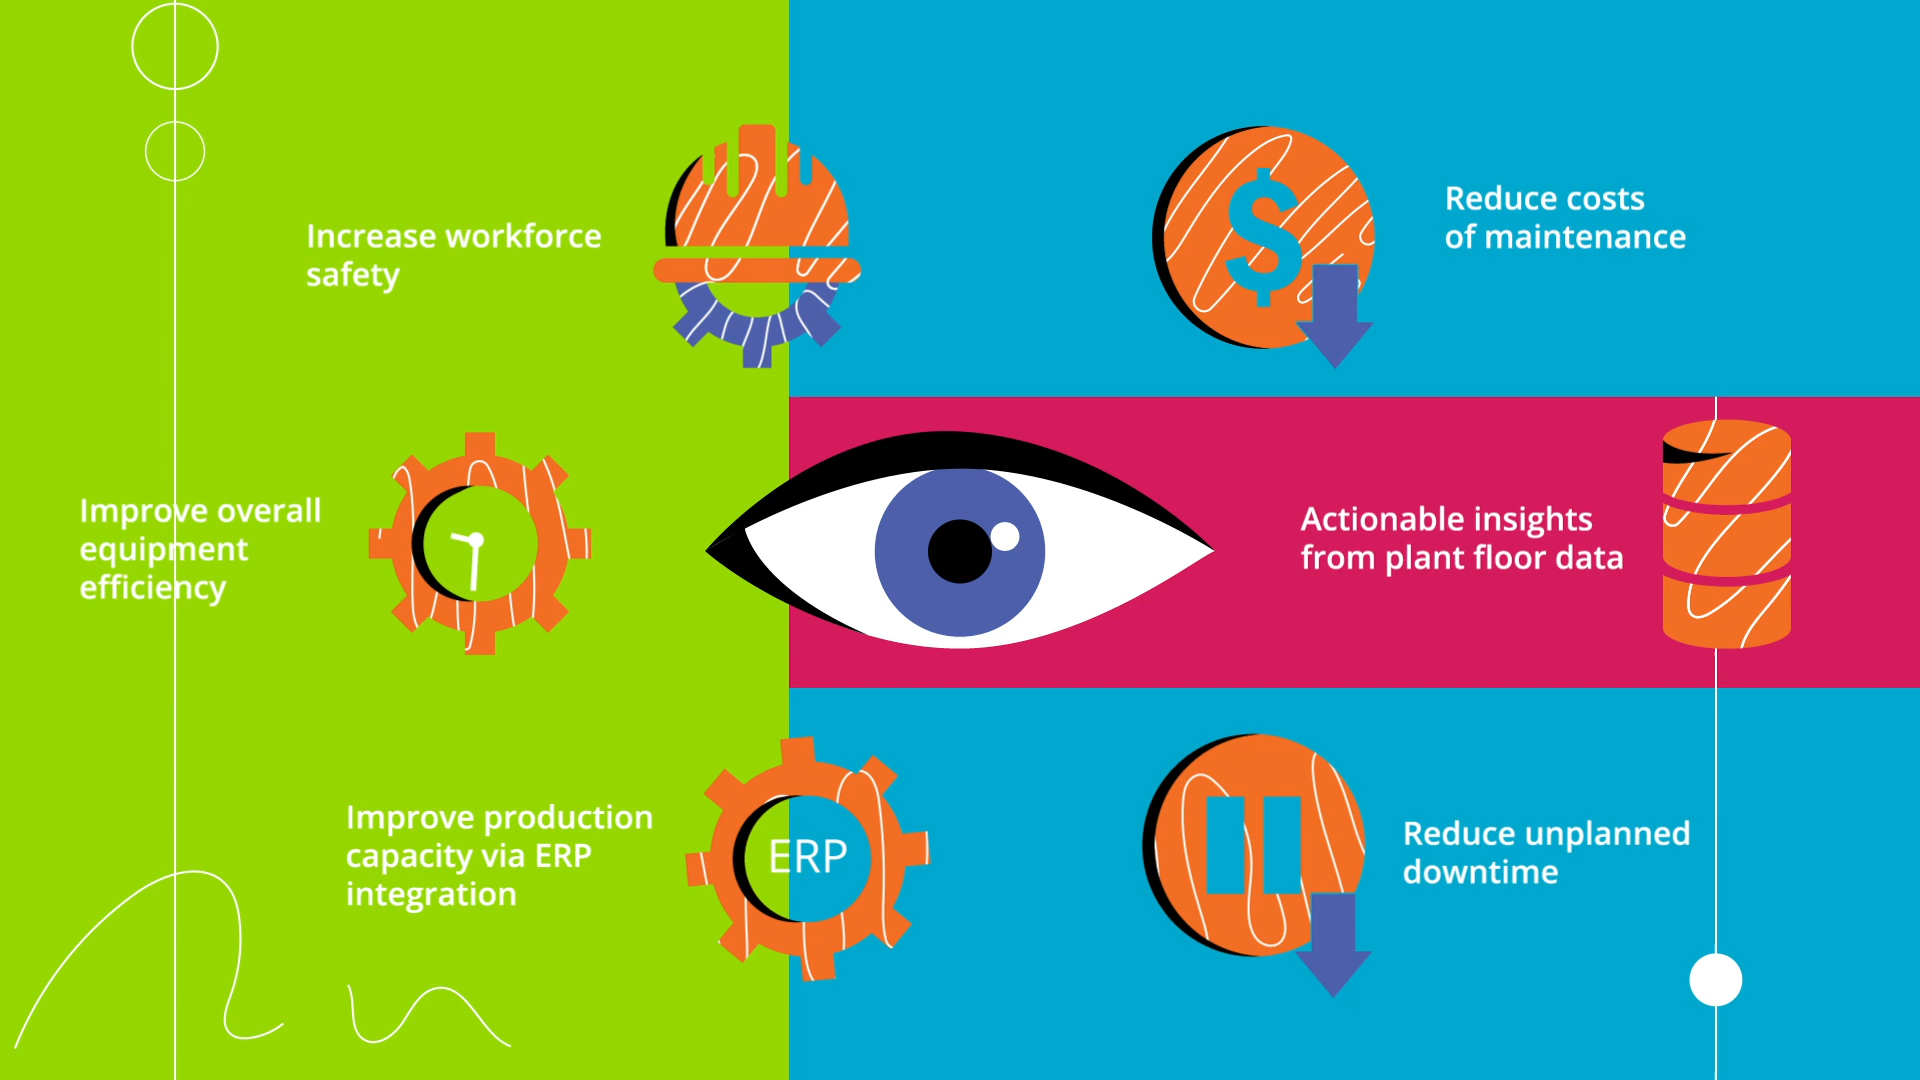 Increase workforce
safety
$
Reduce costs
of maintenance
Improve overall
equipment
efficiency
Actionable insights
from plant floor data
Improve production
capacity via ERP
integration
ERP
Reduce unplanned
downtime